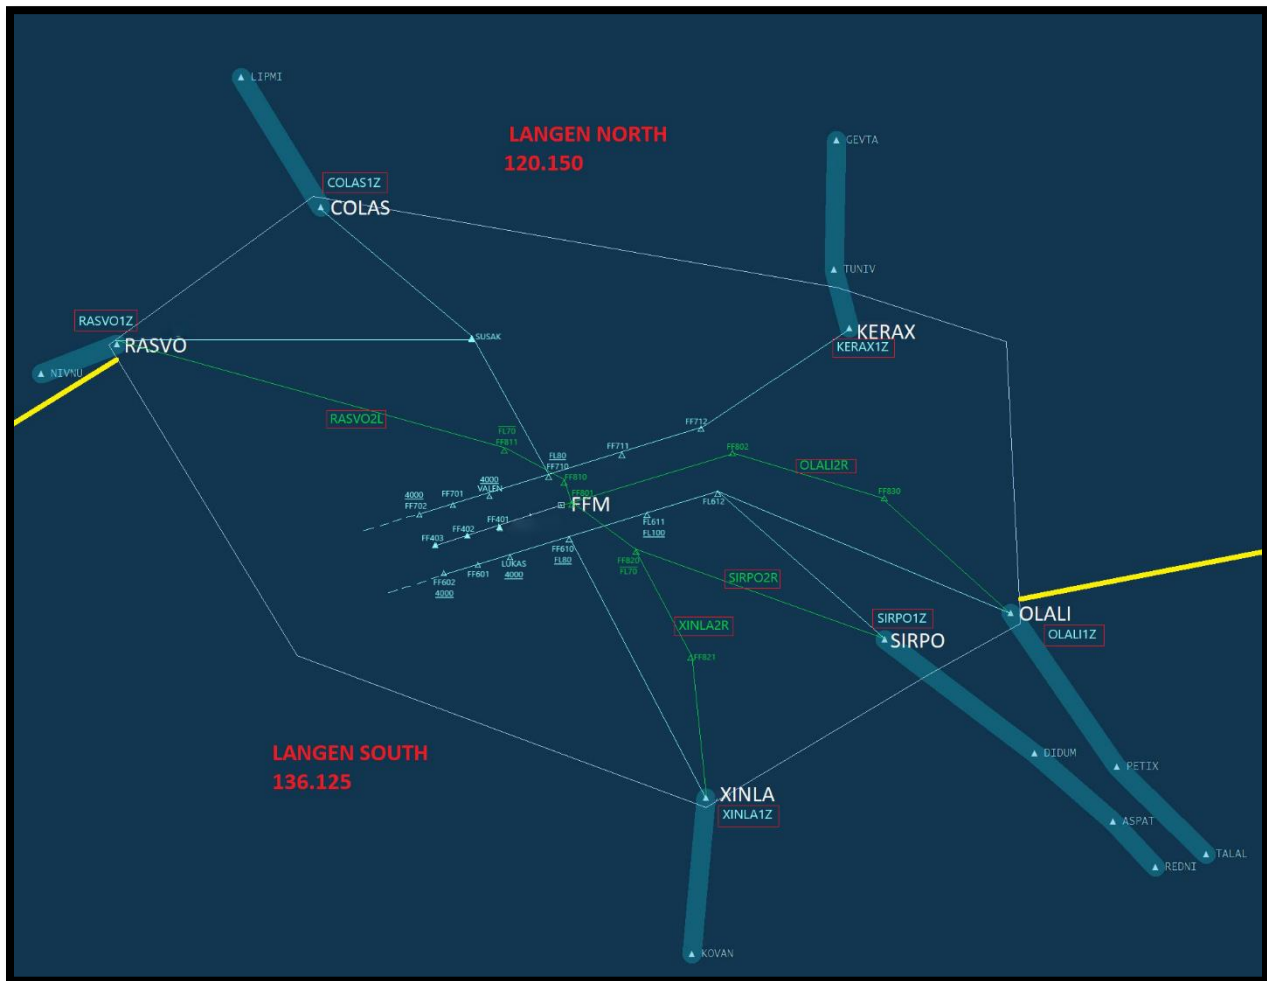 LIPMI
LANGEN NORTH
120.150
GEVTA
COLAS1Z
COLAS
TUNIV
RASVO1Z
RASVO
SUSAK
KERAX
KERAX1Z
NIVNU
RASVO2L
FL70
FF811
FF712
FF711
FF802
FL80
FF710
OLALI2R
FF810
4000
VALEN
4000
FF702
FF701
FF801
FFM
FF830
FL612
FF401
FF402
FF403
FL611
FL100
FF610
FL80
LUKAS
4000
FF601
FF602
4000
FF820
FL70
SIRPO2R
XINLA2R
SIRPO1Z
SIRPO
OLALI
OLALI1Z
FF821
LANGEN SOUTH
136.125
DIDUM
PETIX
XINLA
XINLA1Z
ASPAT
TALAL
REDNI
KOVAN